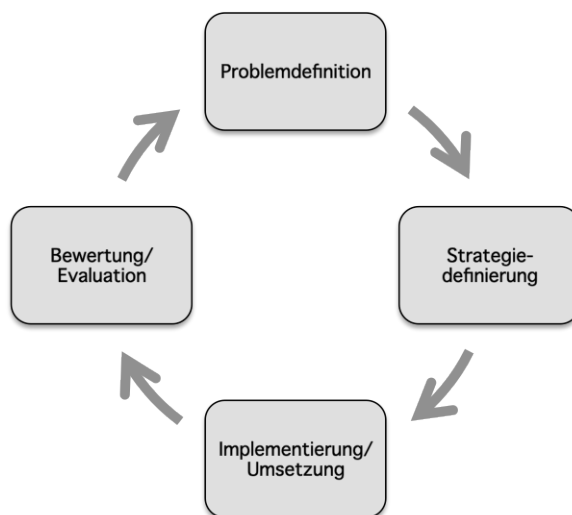 Problemdefinition
Strategie-
definierung
Implementierung/
Umsetzung
Bewertung/
Evaluation